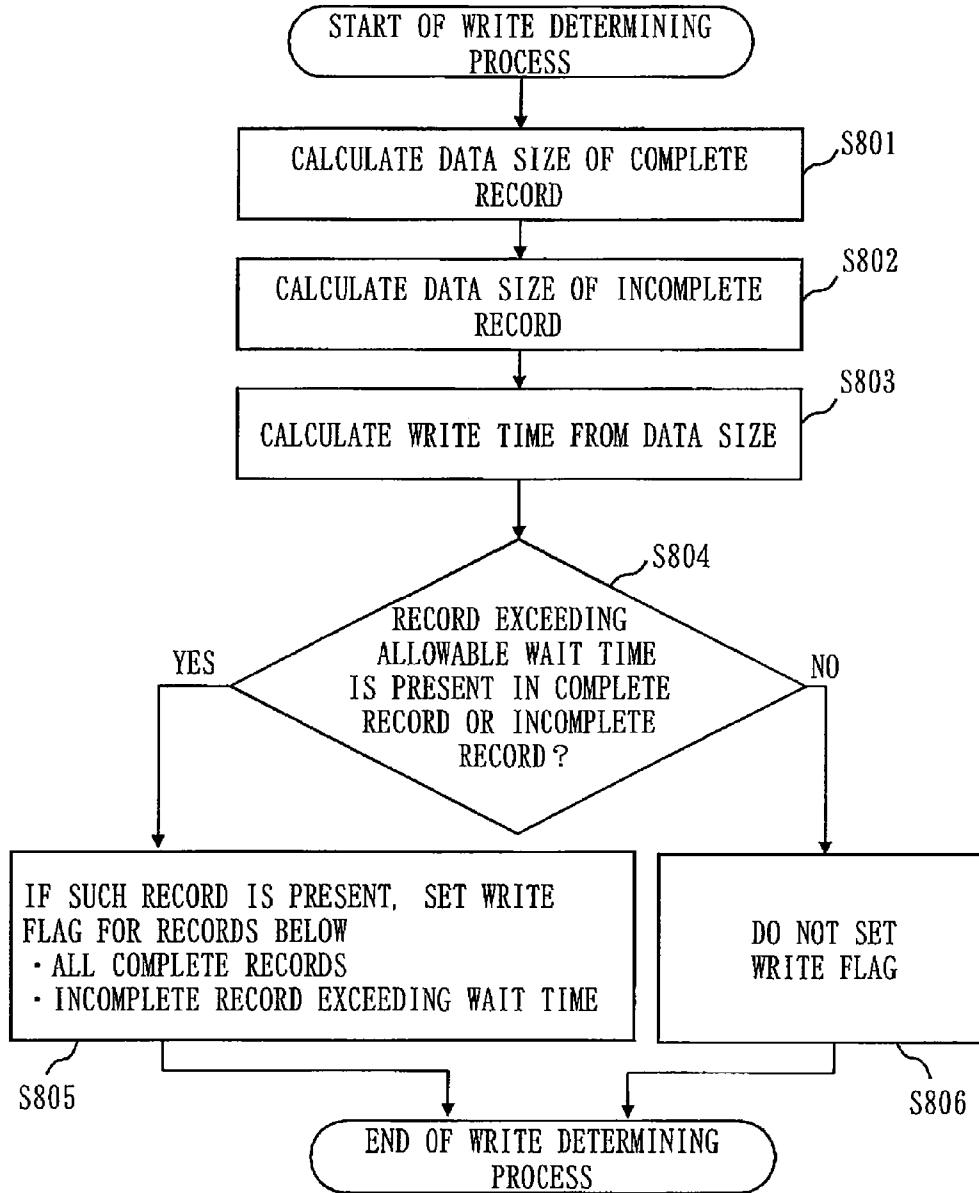 START OF WRITE DETERMINING
PROCESS
S801
CALCULATE DATA SIZE OF COMPLETE
RECORD
S802
CALCULATE DATA SIZE OF INCOMPLETE
RECORD
S803
CALCULATE WRITE TIME FROM DATA SIZE
S804
RECORD EXCEEDING
ALLOWABLE WAIT TIME
IS PRESENT IN COMPLETE
RECORD OR INCOMPLETE
RECORD?
YES
NO
IF SUCH RECORD IS PRESENT, SET WRITE
FLAG FOR RECORDS BELOW
・ALL COMPLETE RECORDS
・INCOMPLETE RECORD EXCEEDING WAIT TIME
S805
DO NOT SET
WRITE FLAG
S806
END OF WRITE DETERMINING
PROCESS